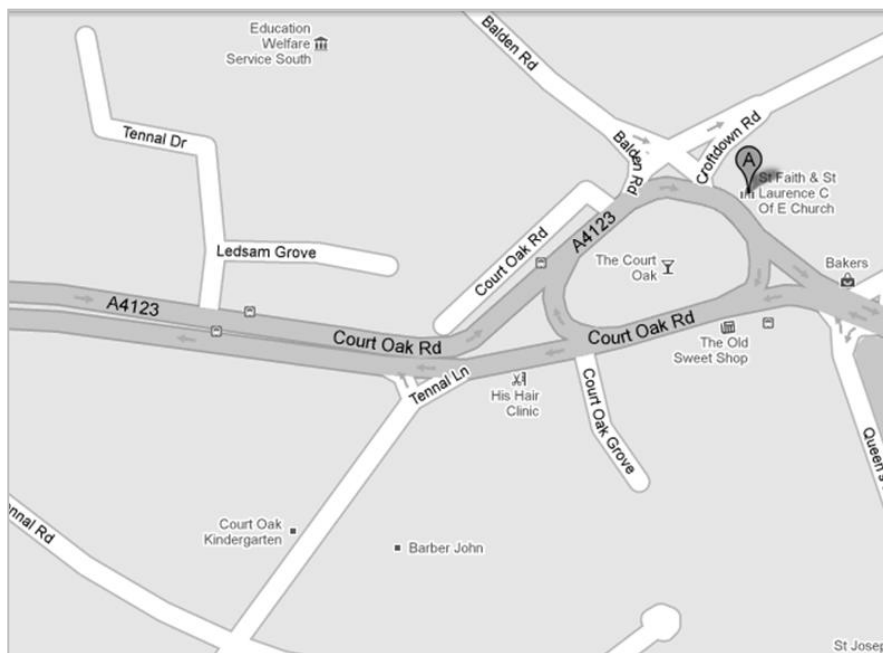 Education
Welfare
Service South
Balden Rd
Tennal Dr
Balden Rd
Croftdown Rd
A
St Faith & St
Laurence C
Of E Church
Ledsam Grove
Court Oak Rd
A4123
The Court
Oak
Bakers
A4123
Court Oak Rd
Court Oak Rd
The Old
Sweet Shop
Tennal Ln
His Hair
Clinic
Court Oak Grove
Queen's
Court Oak
Kindergarten
Barber John
ennal Rd
St Josep